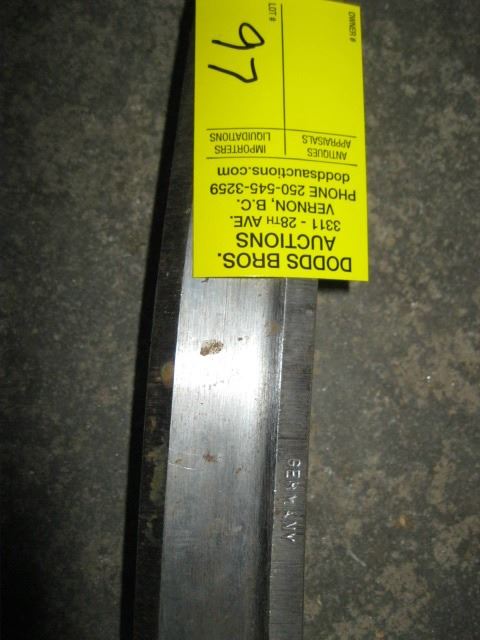 DODDS BROS.
AUCTIONS
3311 - 28TH AVE.
VERNON, B.C.
PHONE 250-545-3259
doddsauctions.com
ANTIQUES IMPORTERS
APPRAISALS LIQUIDATIONS
OWNER # LOT #
97
GERMANY